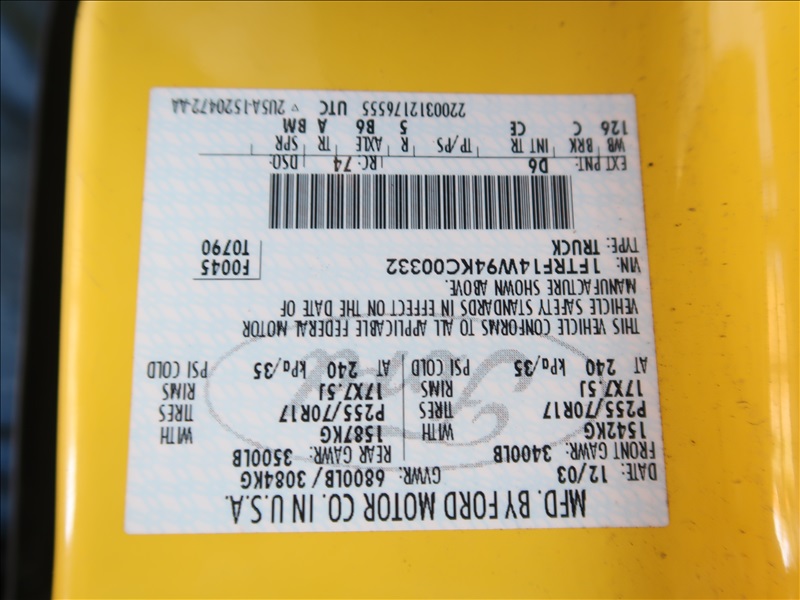 MFD. BY FORD MOTOR CO. IN U.S.A.
DATE: 12/03 GVWR: 6800LB / 3084KG
FRONT GAWR: 3400LB REAR GAWR: 3500LB
1542KG WITH 1587KG WITH
P255/70R17 TIRES P255/70R17 TIRES
17X7.5J RIMS 17X7.5J RIMS
AT 240 kPa/35 PSI COLD AT 240 kPa/35 PSI COLD
Ford
THIS VEHICLE CONFORMS TO ALL APPLICABLE FEDERAL MOTOR
VEHICLE SAFETY STANDARDS IN EFFECT ON THE DATE OF
MANUFACTURE SHOWN ABOVE.
VIN: 1FTRF14W94KC00332 F0045
TYPE: TRUCK T0790
EXT PNT: D6 RC: 74 DSO:
WB BRK INT TR TP/PS R AXLE TR SPR
126 C CE 5 B6 A BM
2200312176555 UTC ▽ 2U5A-1520472-AA